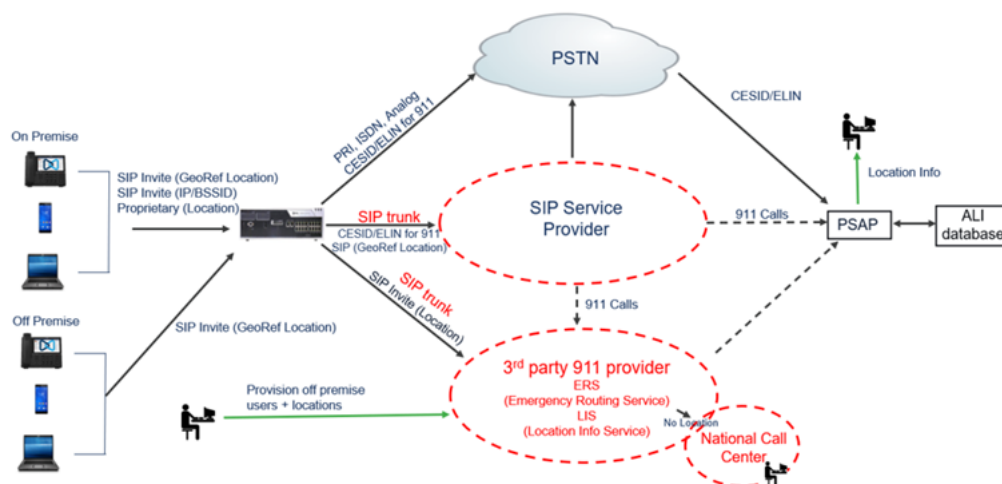 PSTN
CESID/ELIN
PRI, ISDN, Analog
CESID/ELIN for 911
On Premise
SIP Invite (GeoRef Location)
SIP Invite (IP/BSSID)
Proprietary (Location)
Location Info
SIP trunk
CESID/ELIN for 911
SIP (GeoRef Location)
SIP Service
Provider
911 Calls
PSAP
ALI
database
SIP trunk
SIP Invite (Location)
911 Calls
Off Premise
SIP Invite (GeoRef Location)
3rd party 911 provider
ERS
(Emergency Routing Service)
LIS
(Location Info Service)
Provision off premise
users + locations
No Location
National Call
Center